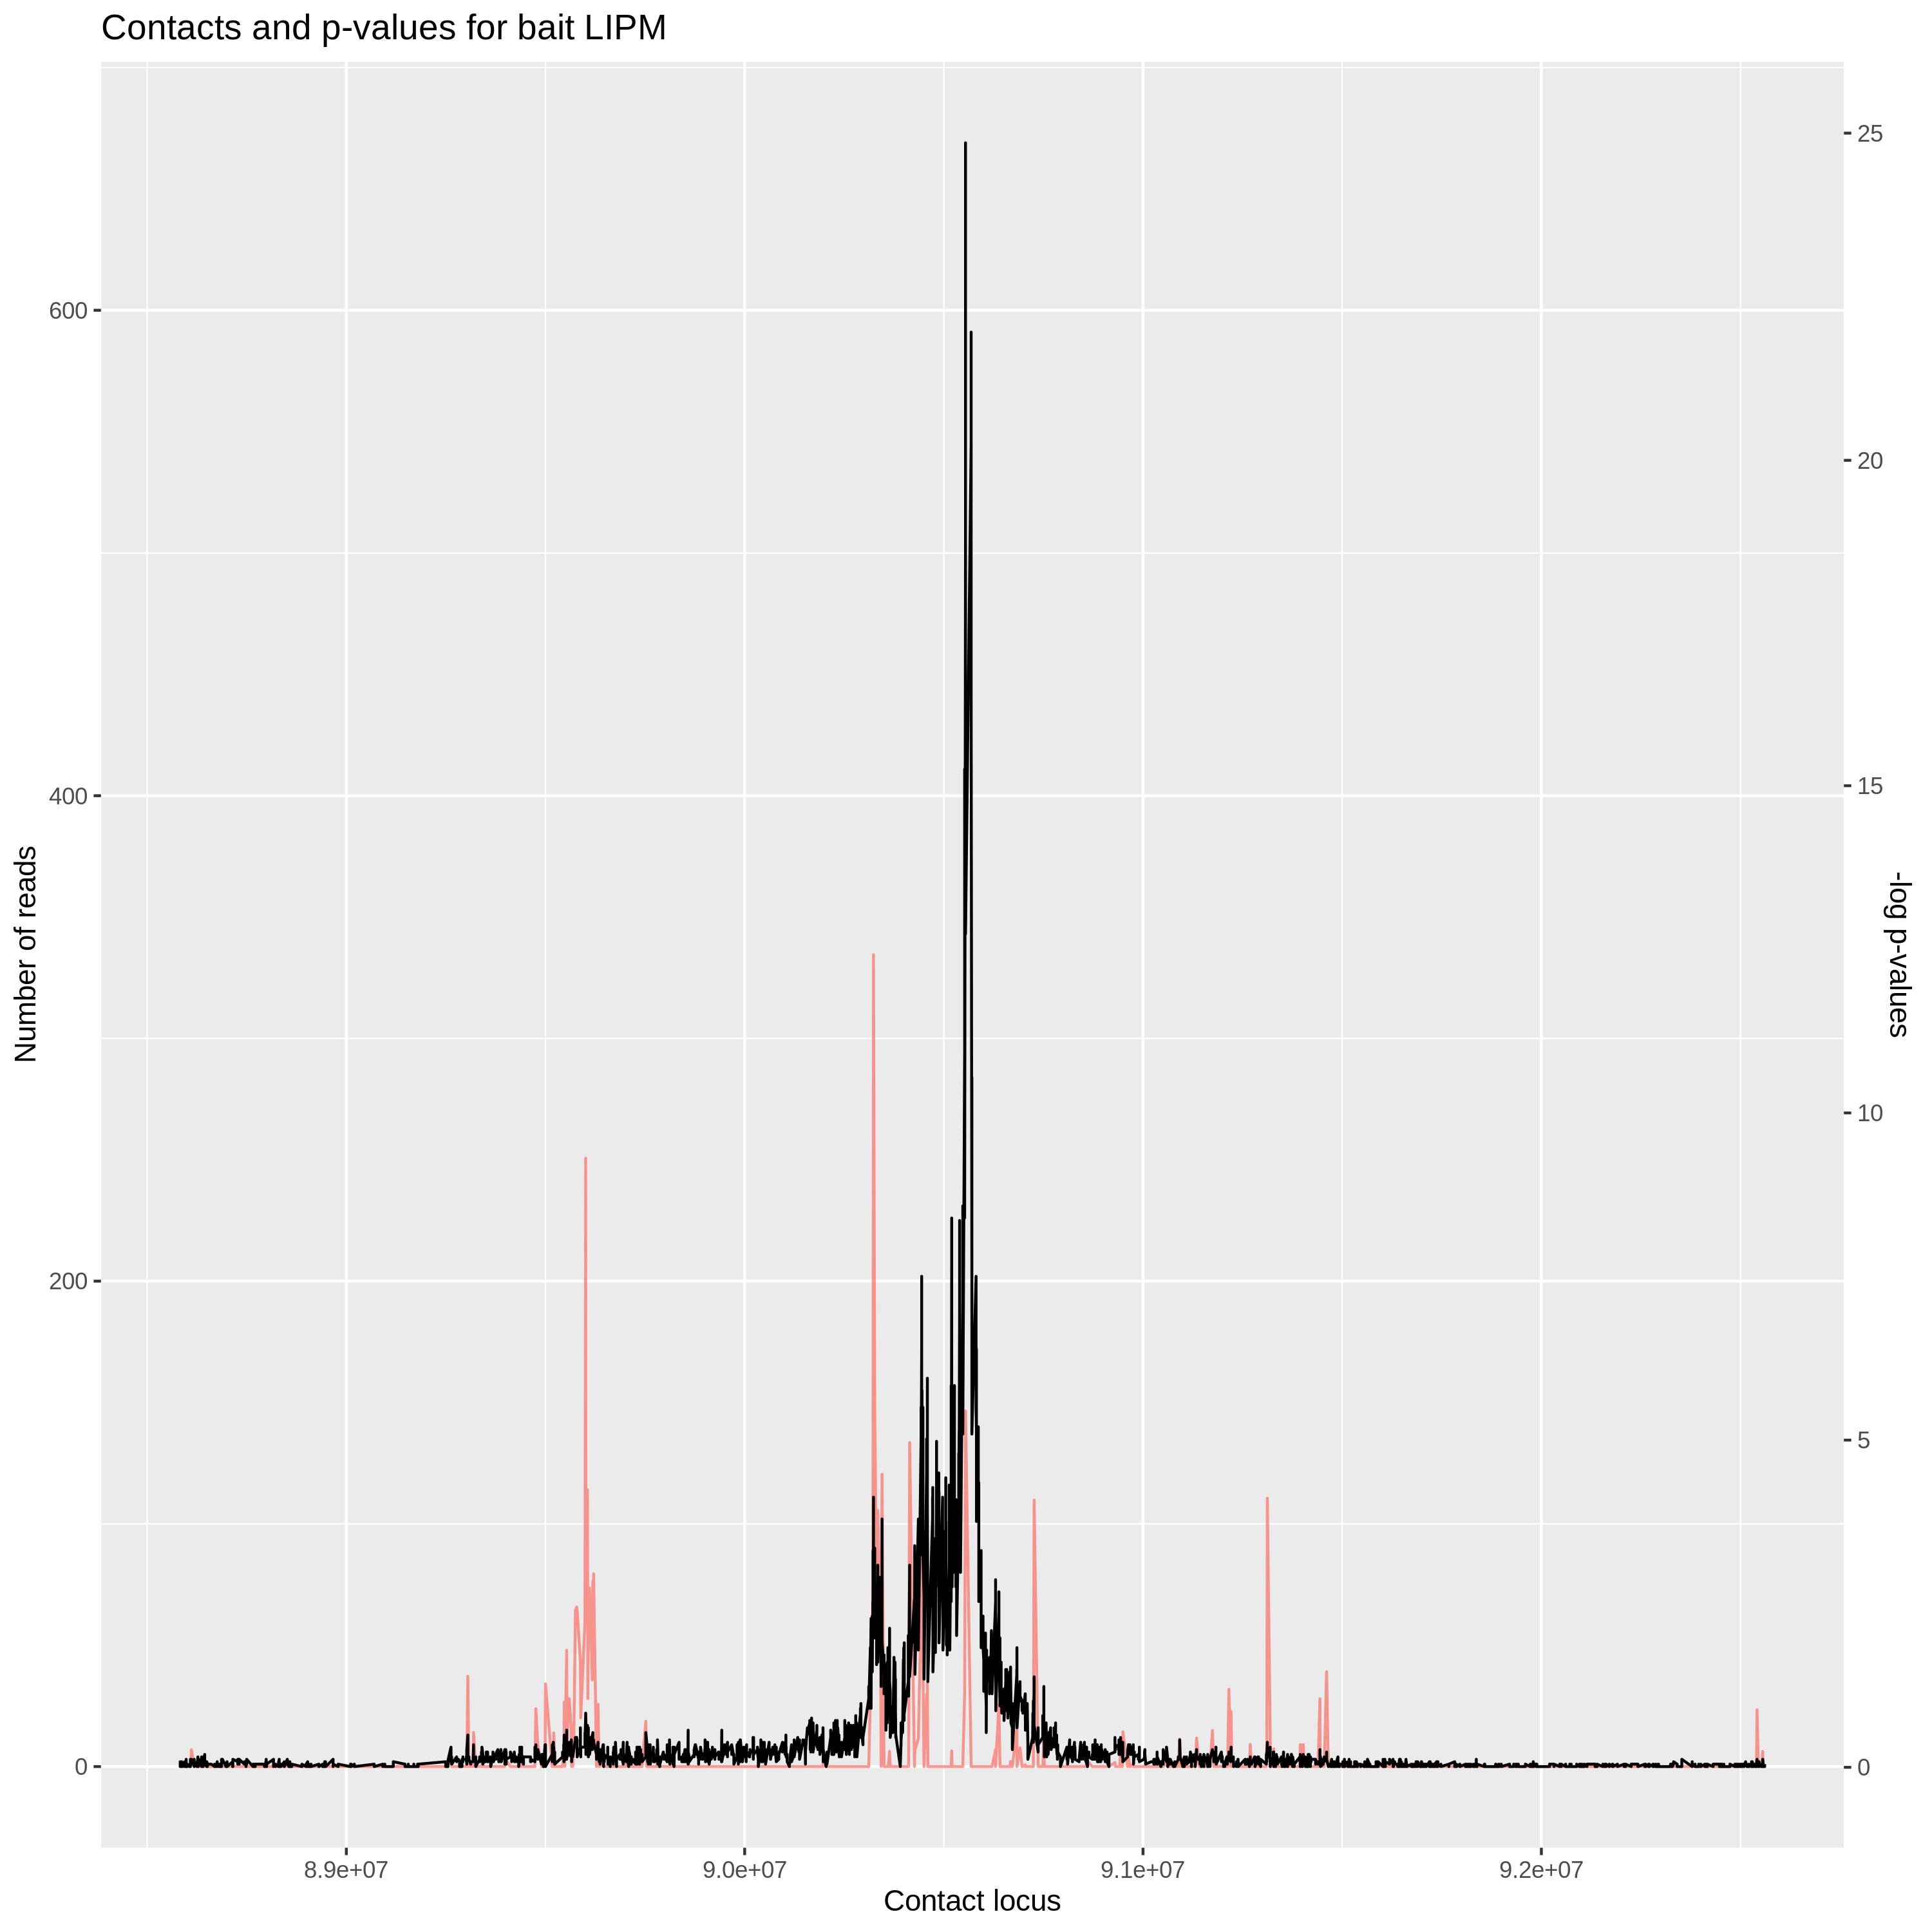 Contacts and p-values for bait LIPM
600
400
200
0
Number of reads
25
20
15
10
5
0
-log p-values
8.9e+07
9.0e+07
9.1e+07
9.2e+07
Contact locus